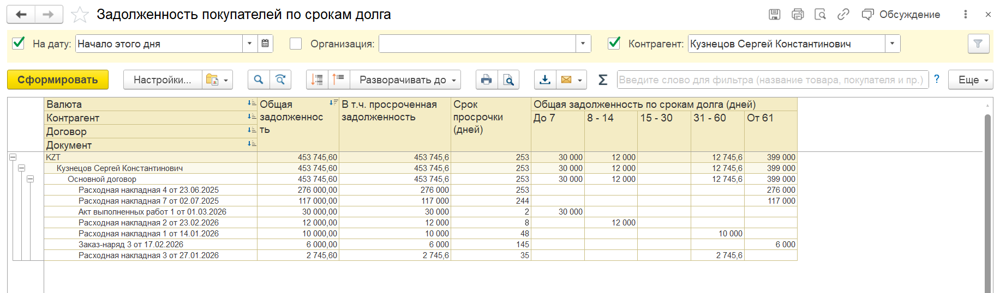 Задолженность покупателей по срокам долга
Обсуждение
На дату: Начало этого дня Организация: Контрагент: Кузнецов Сергей Константинович
Сформировать Настройки... Разворачивать до Σ Введите слово для фильтра (название товара, покупателя и пр.) ? Еще
Валюта Общая задолженнос ть В т.ч. просроченная задолженность Срок просрочки (дней) Общая задолженность по срокам долга (дней)
Контрагент До 7 8 - 14 15 - 30 31 - 60 От 61
Договор
Документ
KZT 453 745,60 453 745,6 253 30 000 12 000 12 745,6 399 000
Кузнецов Сергей Константинович 453 745,60 453 745,6 253 30 000 12 000 12 745,6 399 000
Основной договор 453 745,60 453 745,6 253 30 000 12 000 12 745,6 399 000
Расходная накладная 4 от 23.06.2025 276 000,00 276 000 253 276 000
Расходная накладная 7 от 02.07.2025 117 000,00 117 000 244 117 000
Акт выполненных работ 1 от 01.03.2026 30 000,00 30 000 2 30 000
Расходная накладная 2 от 23.02.2026 12 000,00 12 000 8 12 000
Расходная накладная 1 от 14.01.2026 10 000,00 10 000 48 10 000
Заказ-наряд 3 от 17.02.2026 6 000,00 6 000 145 6 000
Расходная накладная 3 от 27.01.2026 2 745,60 2 745,6 35 2 745,6